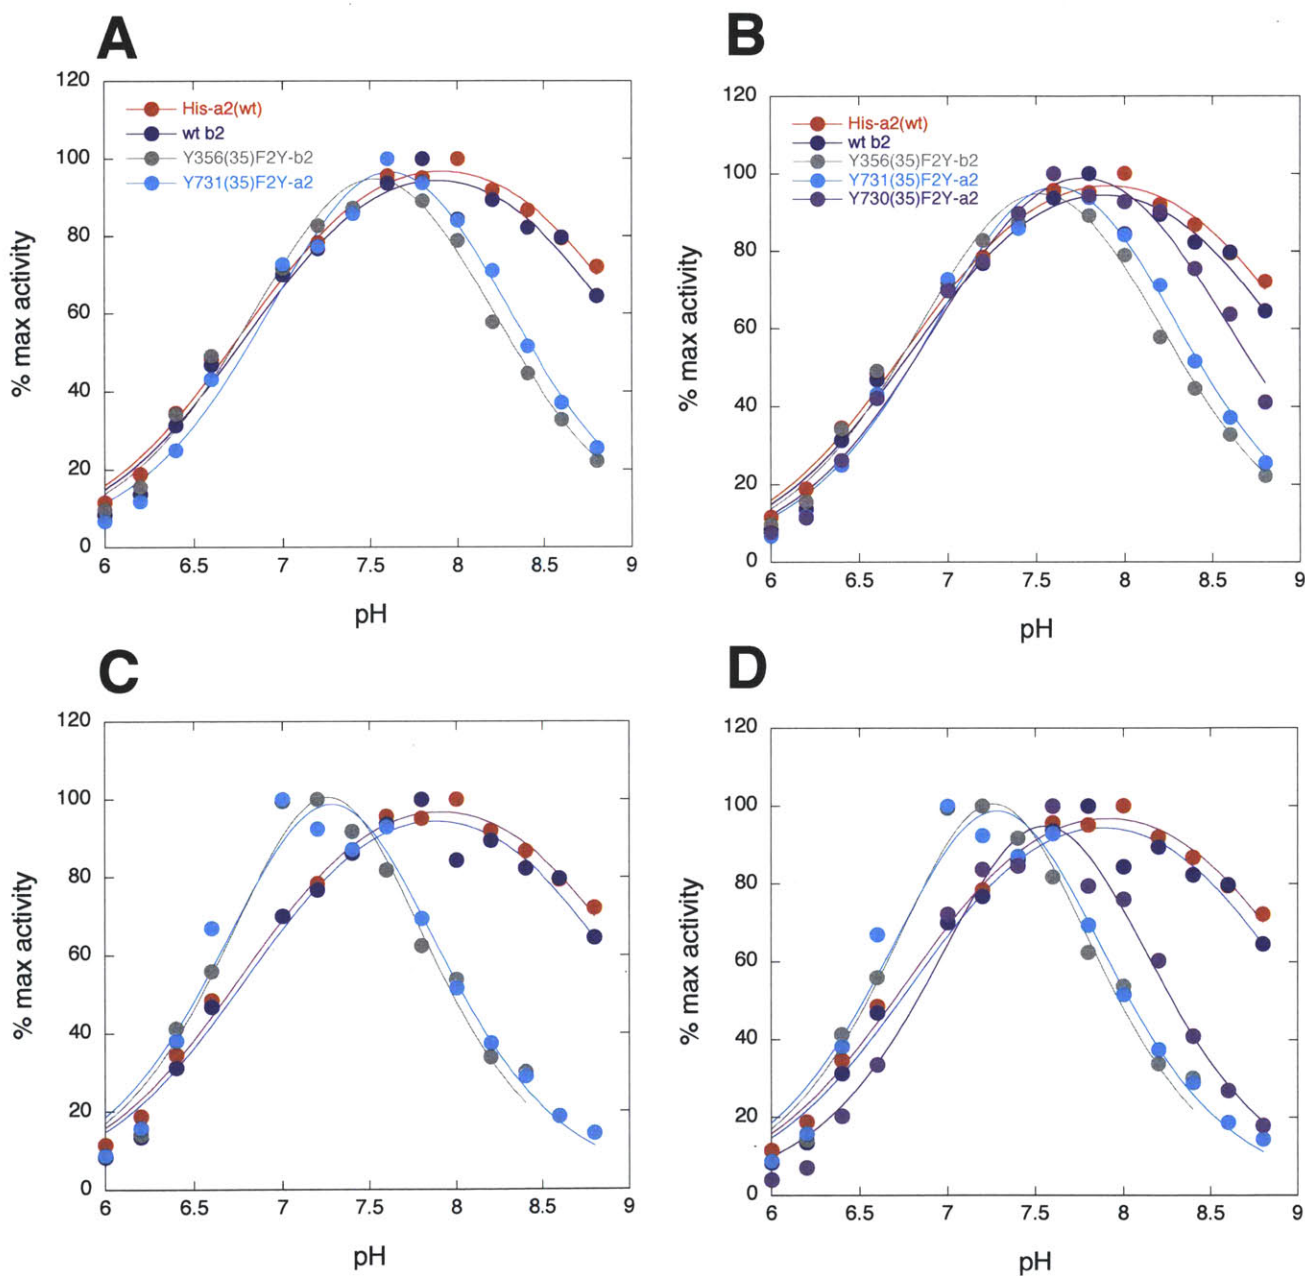 A
120
100
80
60
40
20
0
His-a2(wt)
wt b2
Y356(35)F2Y-b2
Y731(35)F2Y-a2
% max activity
6 6.5 7 7.5 8 8.5 9
pH
B
120
100
80
60
40
20
0
His-a2(wt)
wt b2
Y356(35)F2Y-b2
Y731(35)F2Y-a2
Y730(35)F2Y-a2
% max activity
6 6.5 7 7.5 8 8.5 9
pH
C
120
100
80
60
40
20
0
% max activity
6 6.5 7 7.5 8 8.5 9
pH
D
120
100
80
60
40
20
0
% max activity
6 6.5 7 7.5 8 8.5 9
pH